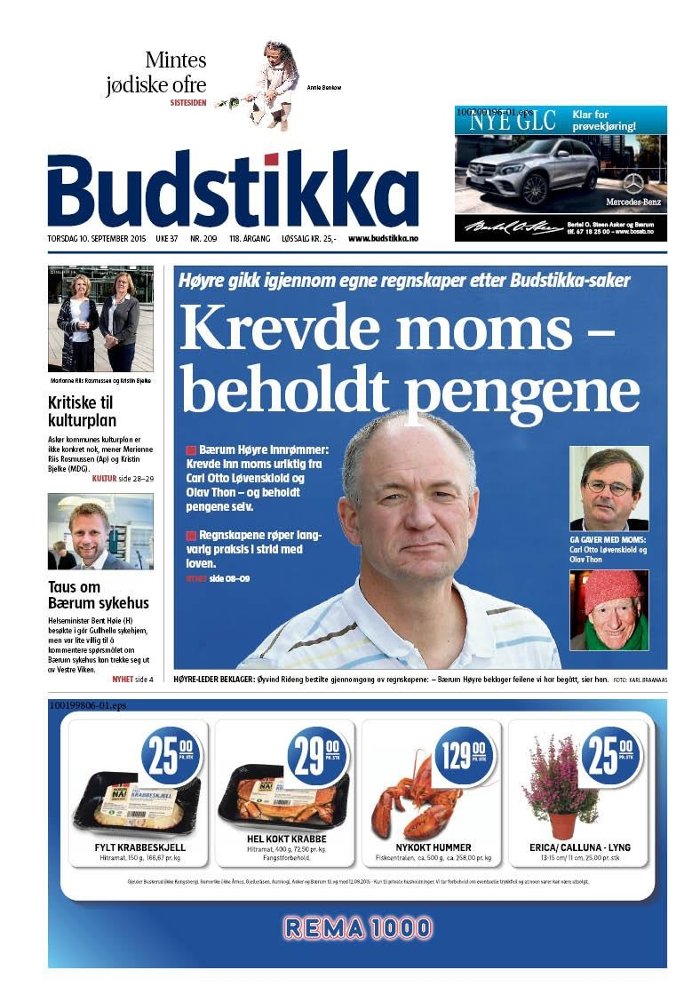 Mintes
jødiske ofre
SISTESIDEN
Annie Benkow
100209196-01.eps
NYE GLC
Klar for
prøvekjøring!
Mercedes-Benz
Bertel O. Steen
Bertel O. Steen Asker og Bærum
tlf. 67 18 25 00 – www.bosab.no
Budstikka
TORSDAG 10. SEPTEMBER 2015 UKE 37 NR. 209 118. ÅRGANG LØSSALG KR. 25,- www.budstikka.no
Marianne Riis Rasmussen og Kristin Bjelke
Kritiske til
kulturplan
Asker kommunes kulturplan er
ikke konkret nok, mener Marianne
Riis Rasmussen (Ap) og Kristin
Bjelke (MDG).
KULTUR side 28–29
Taus om
Bærum sykehus
Helseminister Bent Høie (H)
besøkte i går Gullhella sykehjem,
men var lite villig til å
kommentere spørsmålet om
Bærum sykehus kan trekke seg ut
av Vestre Viken.
NYHET side 4
Høyre gikk igjennom egne regnskaper etter Budstikka-saker
Krevde moms –
beholdt pengene
Bærum Høyre innrømmer:
Krevde inn moms uriktig fra
Carl Otto Løvenskiold og
Olav Thon – og beholdt
pengene selv.
Regnskapene røper lang-
varig praksis i strid med
loven.
NYHET side 08–09
GA GAVER MED MOMS:
Carl Otto Løvenskiold og
Olav Thon
HØYRE-LEDER BEKLAGER: Øyvind Rideng bestilte gjennomgang av regnskapene: – Bærum Høyre beklager feilene vi har begått, sier han. FOTO: KARL BRAANAAS
100199806-01.eps
25 00
PR. STK
FYLT KRABBESKJELL
Hitramat, 150 g, 166,67 pr. kg
29 00
PR. STK
HEL KOKT KRABBE
Hitramat, 400 g, 72,50 pr. kg
Fangstforbehold.
129 00
PR. STK
NYKOKT HUMMER
Fiskcentralen, ca. 500 g, ca. 258,00 pr. kg
25 00
PR. STK
ERICA/ CALLUNA - LYNG
13-15 cm/ 11 cm, 25,00 pr. stk
REMA 1000